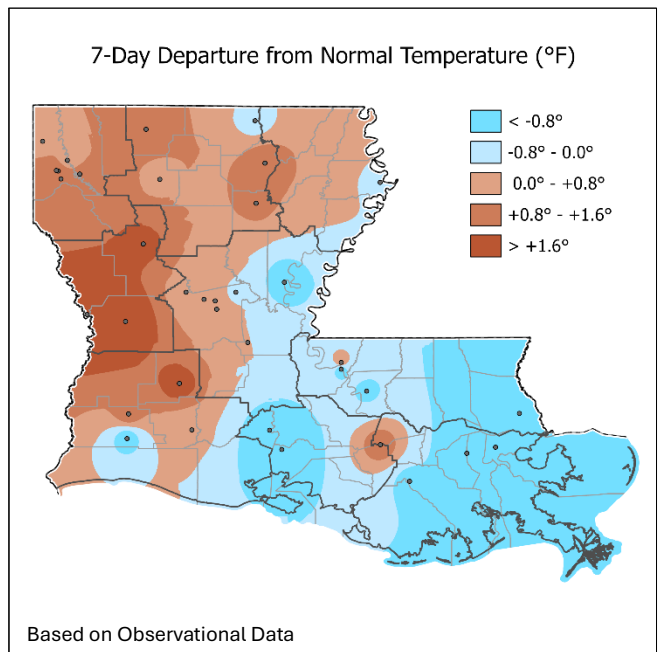 7-Day Departure from Normal Temperature (°F)
< -0.8°
-0.8° - 0.0°
0.0° - +0.8°
+0.8° - +1.6°
> +1.6°
Based on Observational Data